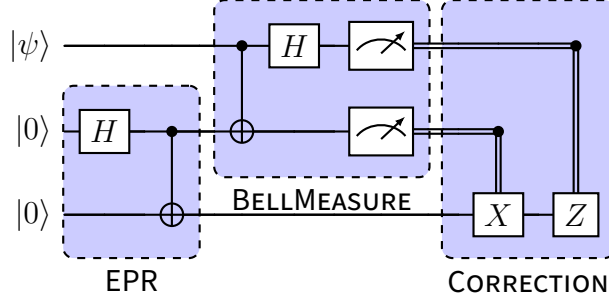 |ψ⟩ H
|0⟩ H
|0⟩ X Z
BELLMEASURE
EPR CORRECTION